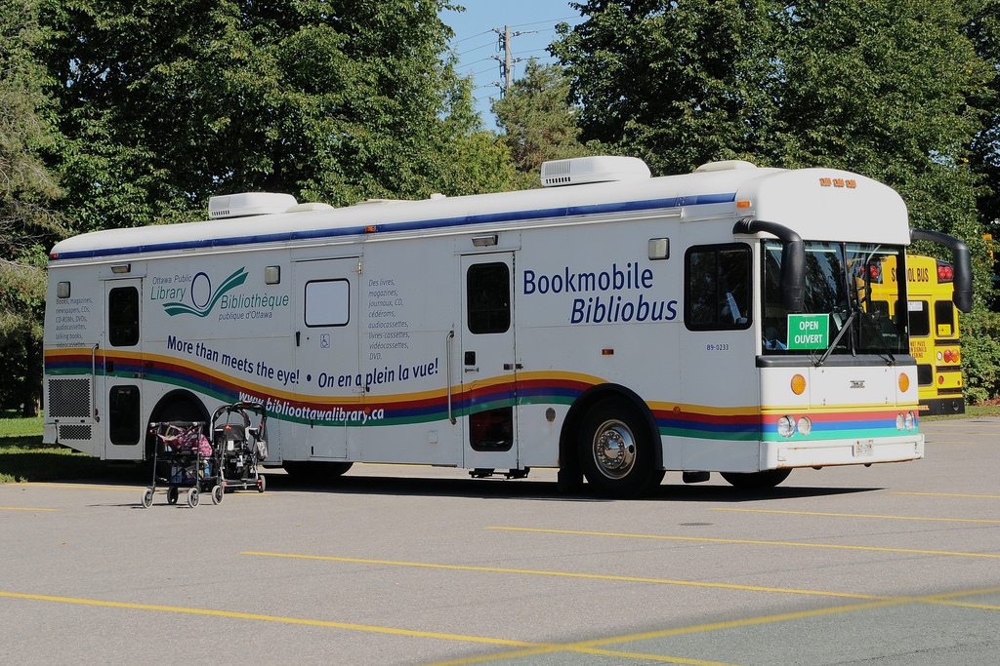 Ottawa Public
Library
Bibliothèque
publique d'Ottawa
Books, magazines,
newspapers, CDs,
CD-ROMs, DVDs,
audiocassettes,
talking books,
videocassettes
Des livres,
magazines,
journaux, CD,
cédéroms,
audiocassettes,
livres-cassettes,
vidéocassettes,
DVD.
Bookmobile
Bibliobus
89-0233
More than meets the eye! • On en a plein la vue!
www.biblioottawalibrary.ca
OPEN
OUVERT
OL BUS